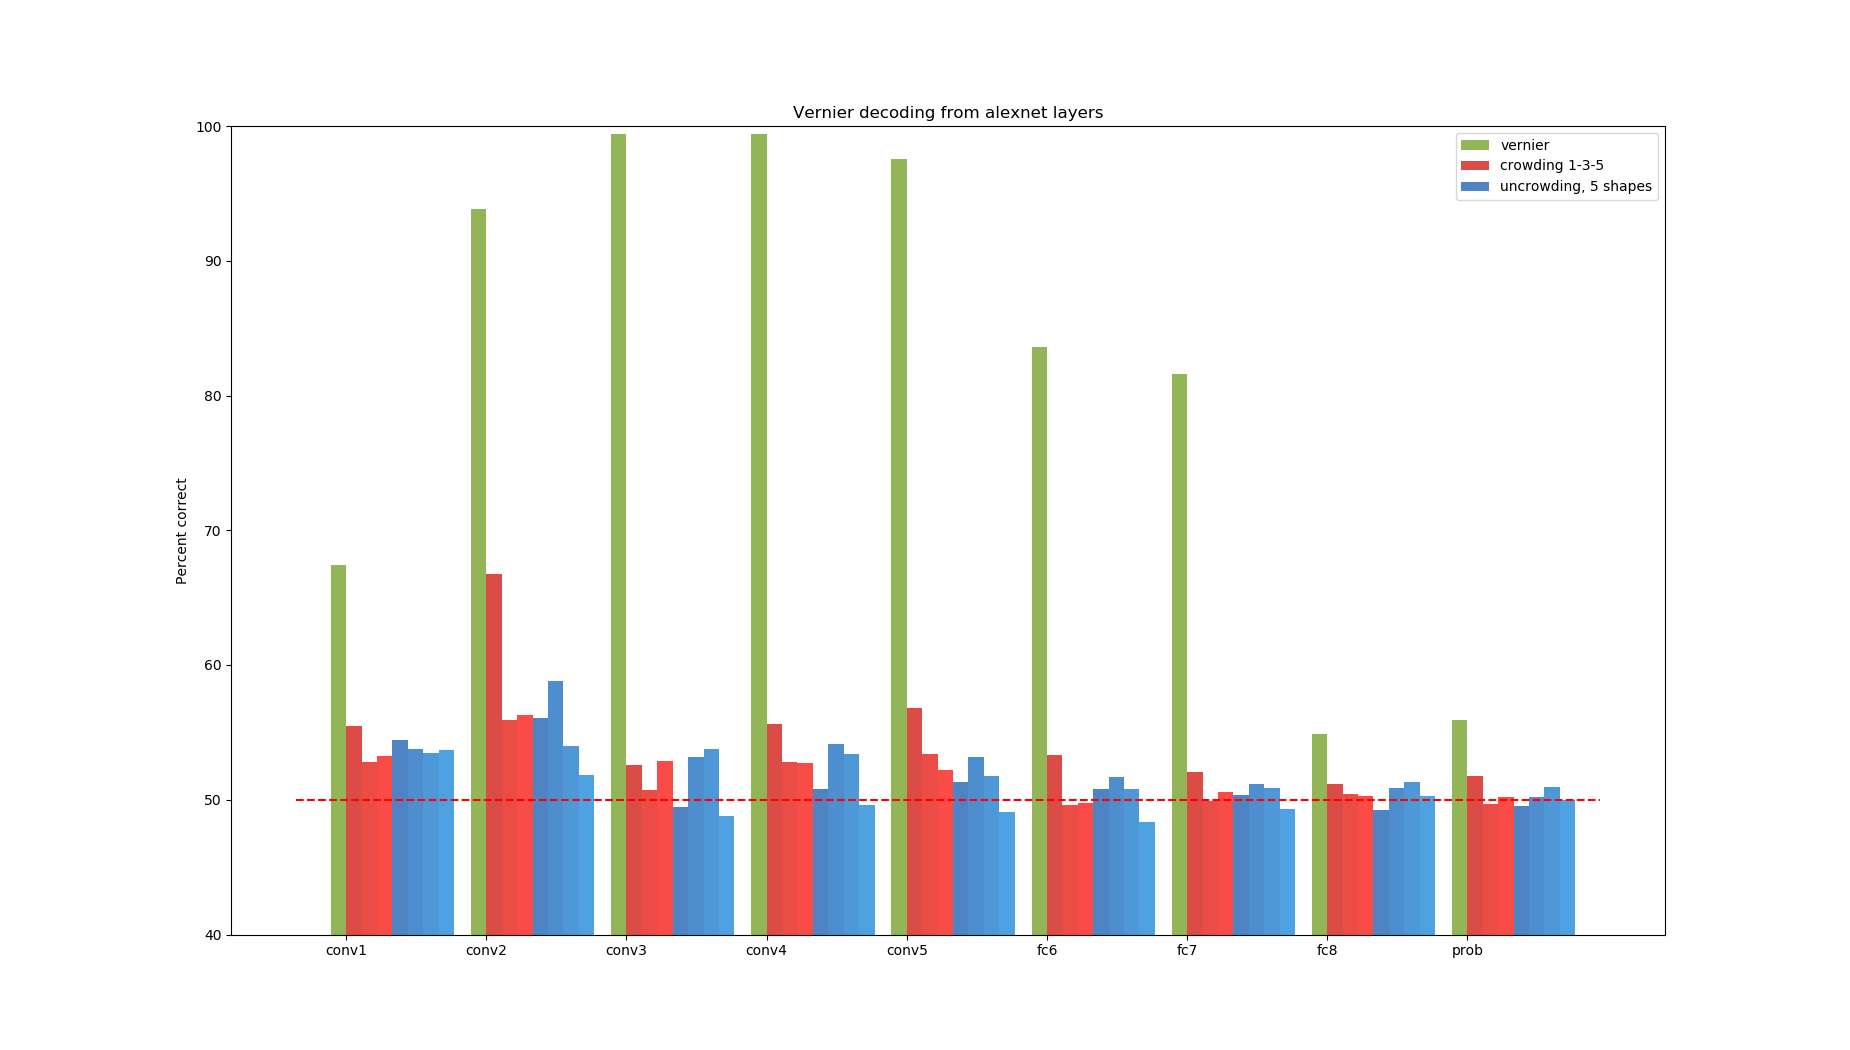 Vernier decoding from alexnet layers
100
90
80
70
60
50
40
Percent correct
vernier
crowding 1-3-5
uncrowding, 5 shapes
conv1 conv2 conv3 conv4 conv5 fc6 fc7 fc8 prob